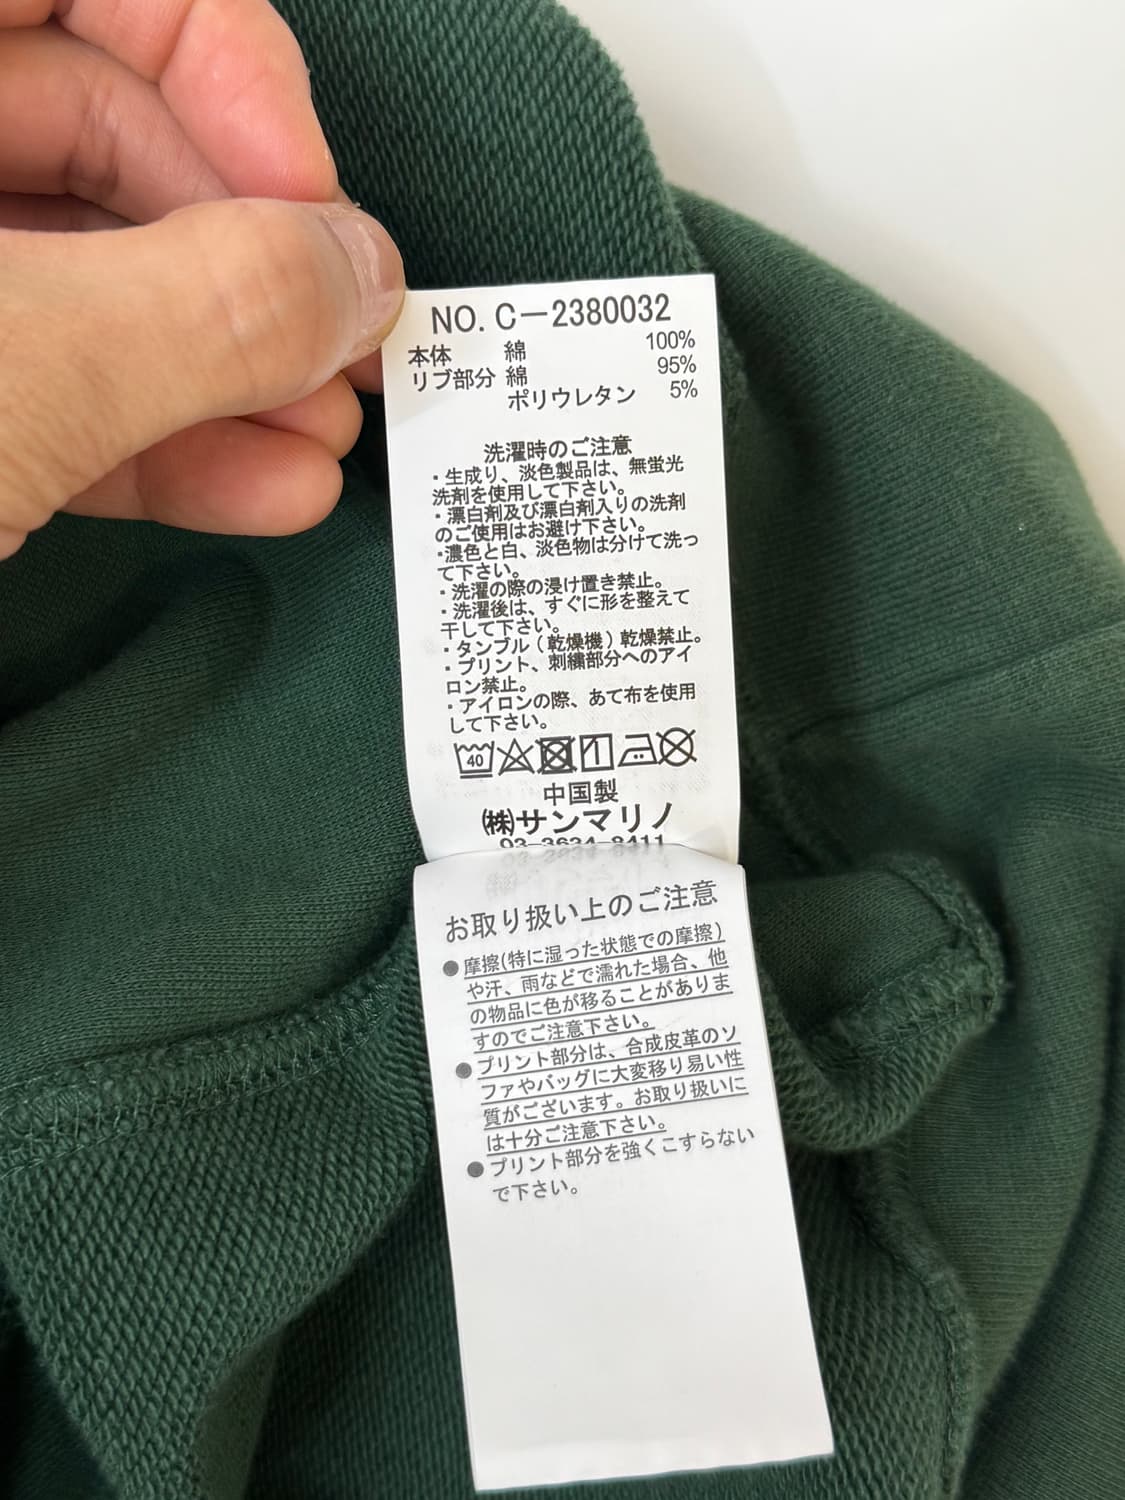 NO. C－2380032
本体 綿 100%
リブ部分 綿 95%
ポリウレタン 5%
洗濯時のご注意
・生成り、淡色製品は、無蛍光
洗剤を使用して下さい。
・漂白剤及び漂白剤入りの洗剤
のご使用はお避け下さい。
・濃色と白、淡色物は分けて洗っ
て下さい。
・洗濯の際の浸け置き禁止。
・洗濯後は、すぐに形を整えて
干して下さい。
・タンブル（乾燥機）乾燥禁止。
・プリント、刺繍部分へのアイ
ロン禁止。
・アイロンの際、あて布を使用
して下さい。
40
中国製
㈱サンマリノ
03-3634-8411
お取り扱い上のご注意
●摩擦(特に湿った状態での摩擦)
や汗、雨などで濡れた場合、他
の物品に色が移ることがありま
すのでご注意下さい。
●プリント部分は、合成皮革のソ
ファやバッグに大変移り易い性
質がございます。お取り扱いに
は十分ご注意下さい。
●プリント部分を強くこすらない
で下さい。